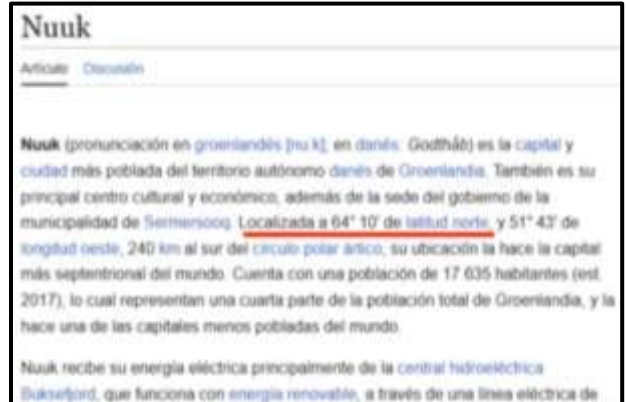 Nuuk
Artículo Discusión
Nuuk (pronunciación en groenlandés [nuːk]; en danés: Godthåb) es la capital y
ciudad más poblada del territorio autónomo danés de Groenlandia. También es su
principal centro cultural y económico, además de la sede del gobierno de la
municipalidad de Sermersooq. Localizada a 64° 10' de latitud norte, y 51° 43' de
longitud oeste, 240 km al sur del círculo polar ártico, su ubicación la hace la capital
más septentrional del mundo. Cuenta con una población de 17 635 habitantes (est.
2017), lo cual representan una cuarta parte de la población total de Groenlandia, y la
hace una de las capitales menos pobladas del mundo.
Nuuk recibe su energía eléctrica principalmente de la central hidroeléctrica
Buksefjord, que funciona con energía renovable, a través de una línea eléctrica de